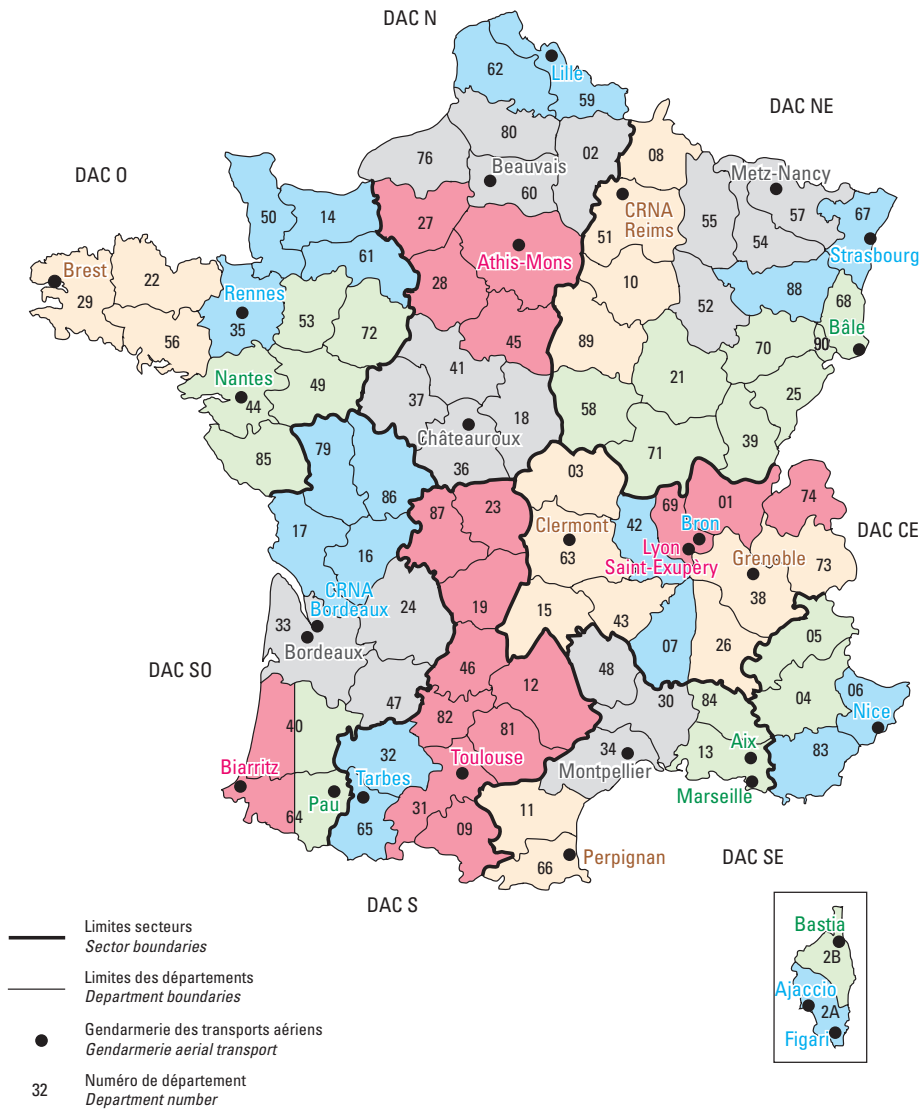 DAC N
62
Lille
59
DAC NE
80
02
08
76
Beauvais
60
Metz-Nancy
DAC O
50
14
27
CRNA
Reims
51
55
57
54
67
61
Athis-Mons
Strasbourg
Brest
29
22
Rennes
35
28
10
52
88
68
56
53
72
45
89
Bâle
90
70
41
21
Nantes
44
49
37
18
58
25
Châteauroux
39
85
79
36
71
03
86
87
23
69
01
74
17
16
Clermont
63
42
Bron
Lyon
Saint-Exupéry
DAC CE
Grenoble
73
CRNA
Bordeaux
24
19
15
43
38
33
Bordeaux
07
26
05
DAC SO
46
48
47
12
30
84
04
06
40
82
81
Nice
32
34
13
Aix
83
Biarritz
Toulouse
Montpellier
Tarbes
Marseille
Pau
64
65
31
09
11
66
Perpignan
DAC SE
DAC S
Limites secteurs
Sector boundaries
Limites des départements
Department boundaries
Gendarmerie des transports aériens
Gendarmerie aerial transport
32
Numéro de département
Department number
Bastia
2B
Ajaccio
2A
Figari